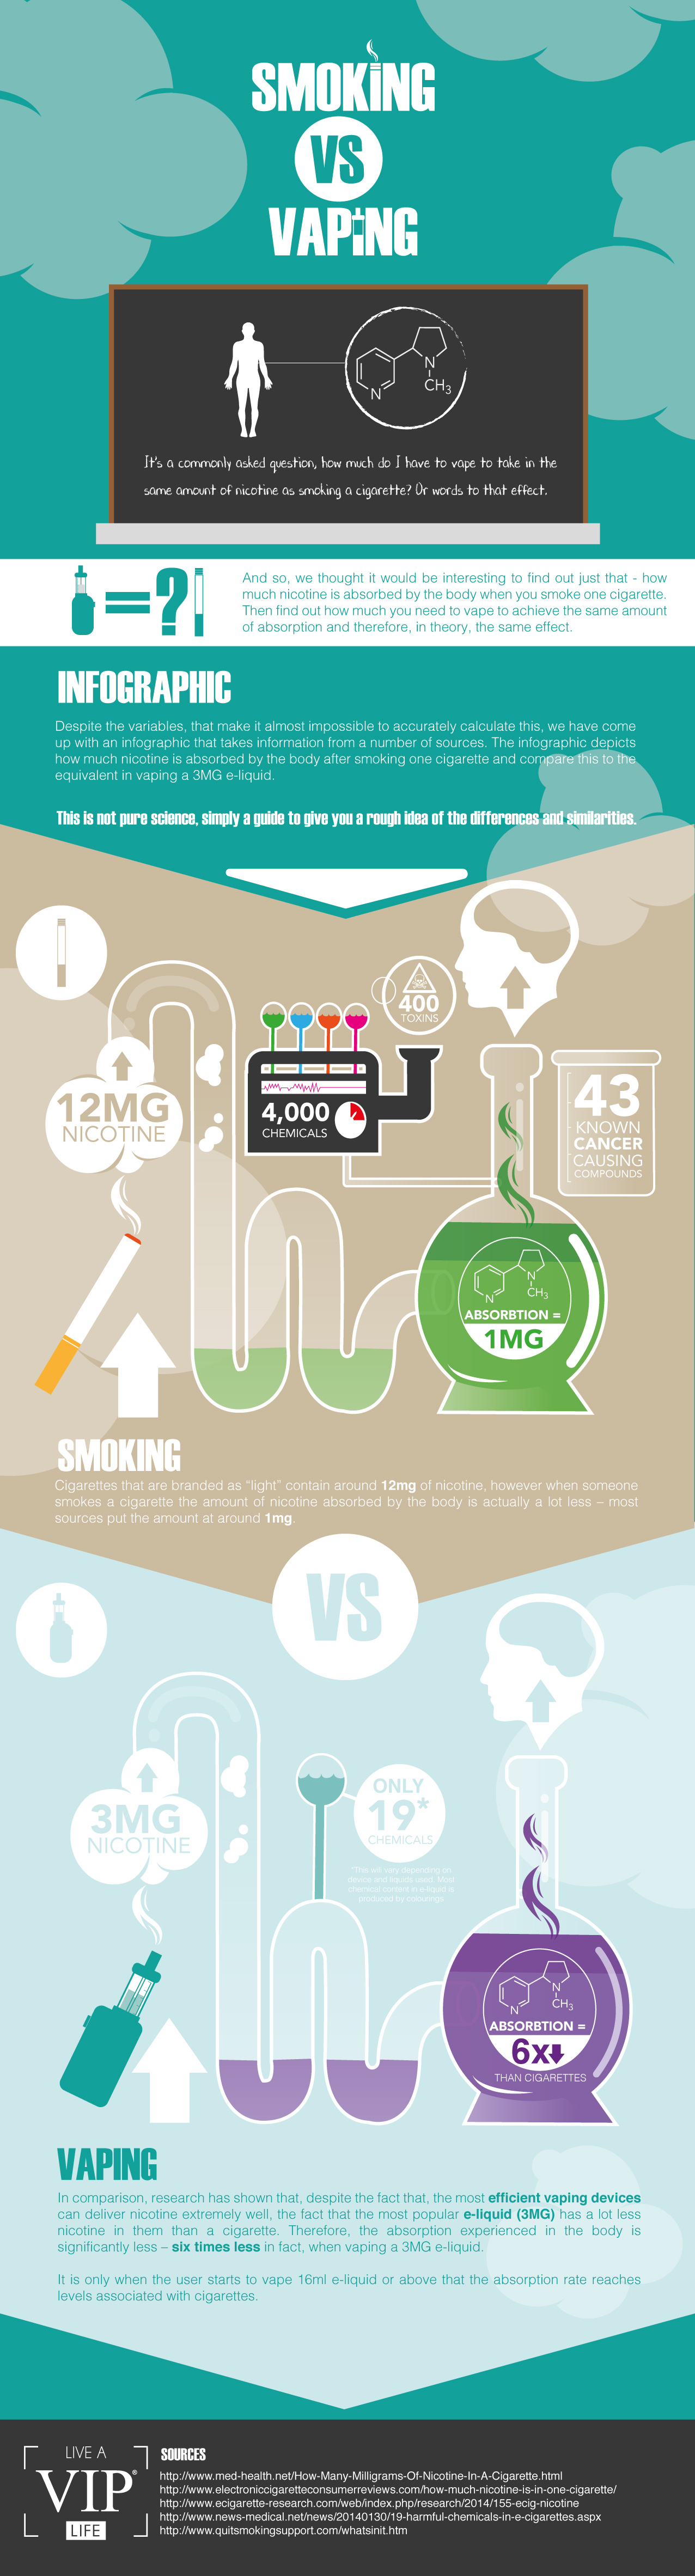 SMOKING
VS
VAPING
N
N
CH3
It's a commonly asked question, how much do I have to vape to take in the
same amount of nicotine as smoking a cigarette? Or words to that effect.
=?
And so, we thought it would be interesting to find out just that - how
much nicotine is absorbed by the body when you smoke one cigarette.
Then find out how much you need to vape to achieve the same amount
of absorption and therefore, in theory, the same effect.
INFOGRAPHIC
Despite the variables, that make it almost impossible to accurately calculate this, we have come
up with an infographic that takes information from a number of sources. The infographic depicts
how much nicotine is absorbed by the body after smoking one cigarette and compare this to the
equivalent in vaping a 3MG e-liquid.
This is not pure science, simply a guide to give you a rough idea of the differences and similarities.
400
TOXINS
12MG
NICOTINE
4,000
CHEMICALS
43
KNOWN
CANCER
CAUSING
COMPOUNDS
N
N
CH3
ABSORBTION =
1MG
SMOKING
Cigarettes that are branded as "light" contain around 12mg of nicotine, however when someone
smokes a cigarette the amount of nicotine absorbed by the body is actually a lot less – most
sources put the amount at around 1mg.
VS
3MG
NICOTINE
ONLY
19*
CHEMICALS
*This will vary depending on
device and liquids used. Most
chemical content in e-liquid is
produced by colourings
N
N
CH3
ABSORBTION =
6x
THAN CIGARETTES
VAPING
In comparison, research has shown that, despite the fact that, the most efficient vaping devices
can deliver nicotine extremely well, the fact that the most popular e-liquid (3MG) has a lot less
nicotine in them than a cigarette. Therefore, the absorption experienced in the body is
significantly less – six times less in fact, when vaping a 3MG e-liquid.
It is only when the user starts to vape 16ml e-liquid or above that the absorption rate reaches
levels associated with cigarettes.
LIVE A
VIP®
LIFE
SOURCES
http://www.med-health.net/How-Many-Milligrams-Of-Nicotine-In-A-Cigarette.html
http://www.electroniccigaretteconsumerreviews.com/how-much-nicotine-is-in-one-cigarette/
http://www.ecigarette-research.com/web/index.php/research/2014/155-ecig-nicotine
http://www.news-medical.net/news/20140130/19-harmful-chemicals-in-e-cigarettes.aspx
http://www.quitsmokingsupport.com/whatsinit.htm